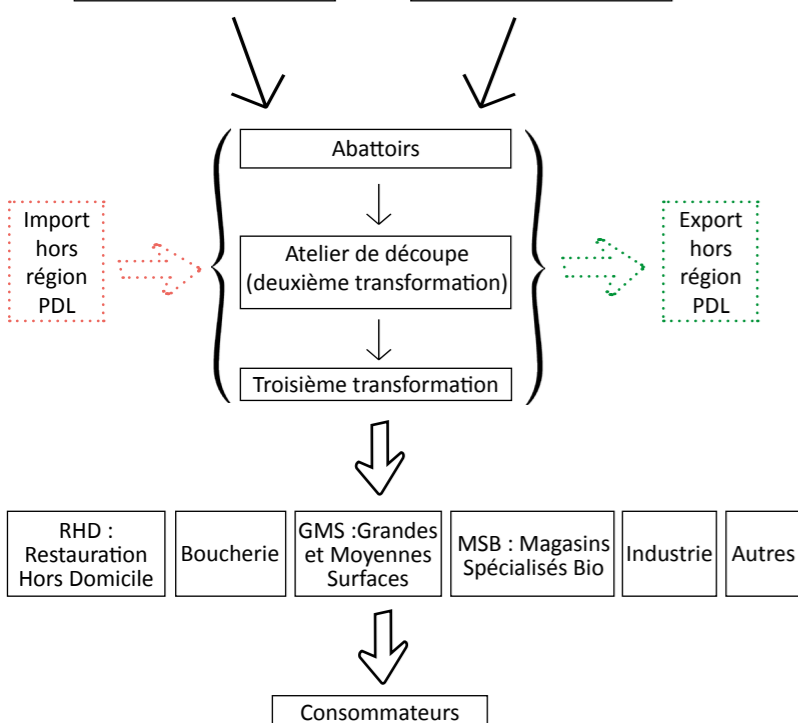 Abattoirs
Import
hors
région
PDL
Atelier de découpe
(deuxième transformation)
Export
hors
région
PDL
Troisième transformation
RHD :
Restauration
Hors Domicile
Boucherie
GMS :Grandes
et Moyennes
Surfaces
MSB : Magasins
Spécialisés Bio
Industrie
Autres
Consommateurs